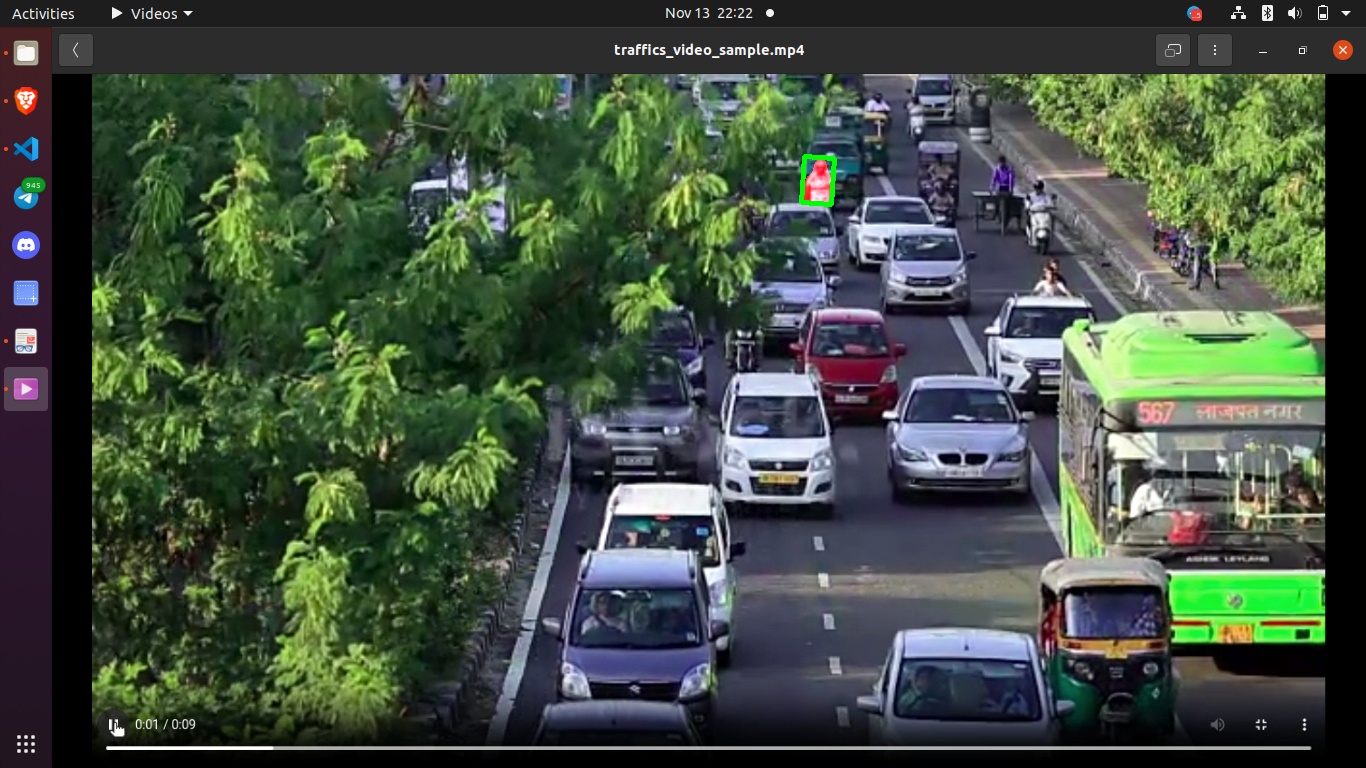 Activities
Videos
Nov 13 22:22
traffics_video_sample.mp4
945
567 लाजपत नगर
ASHOK LEYLAND
0:01 / 0:09